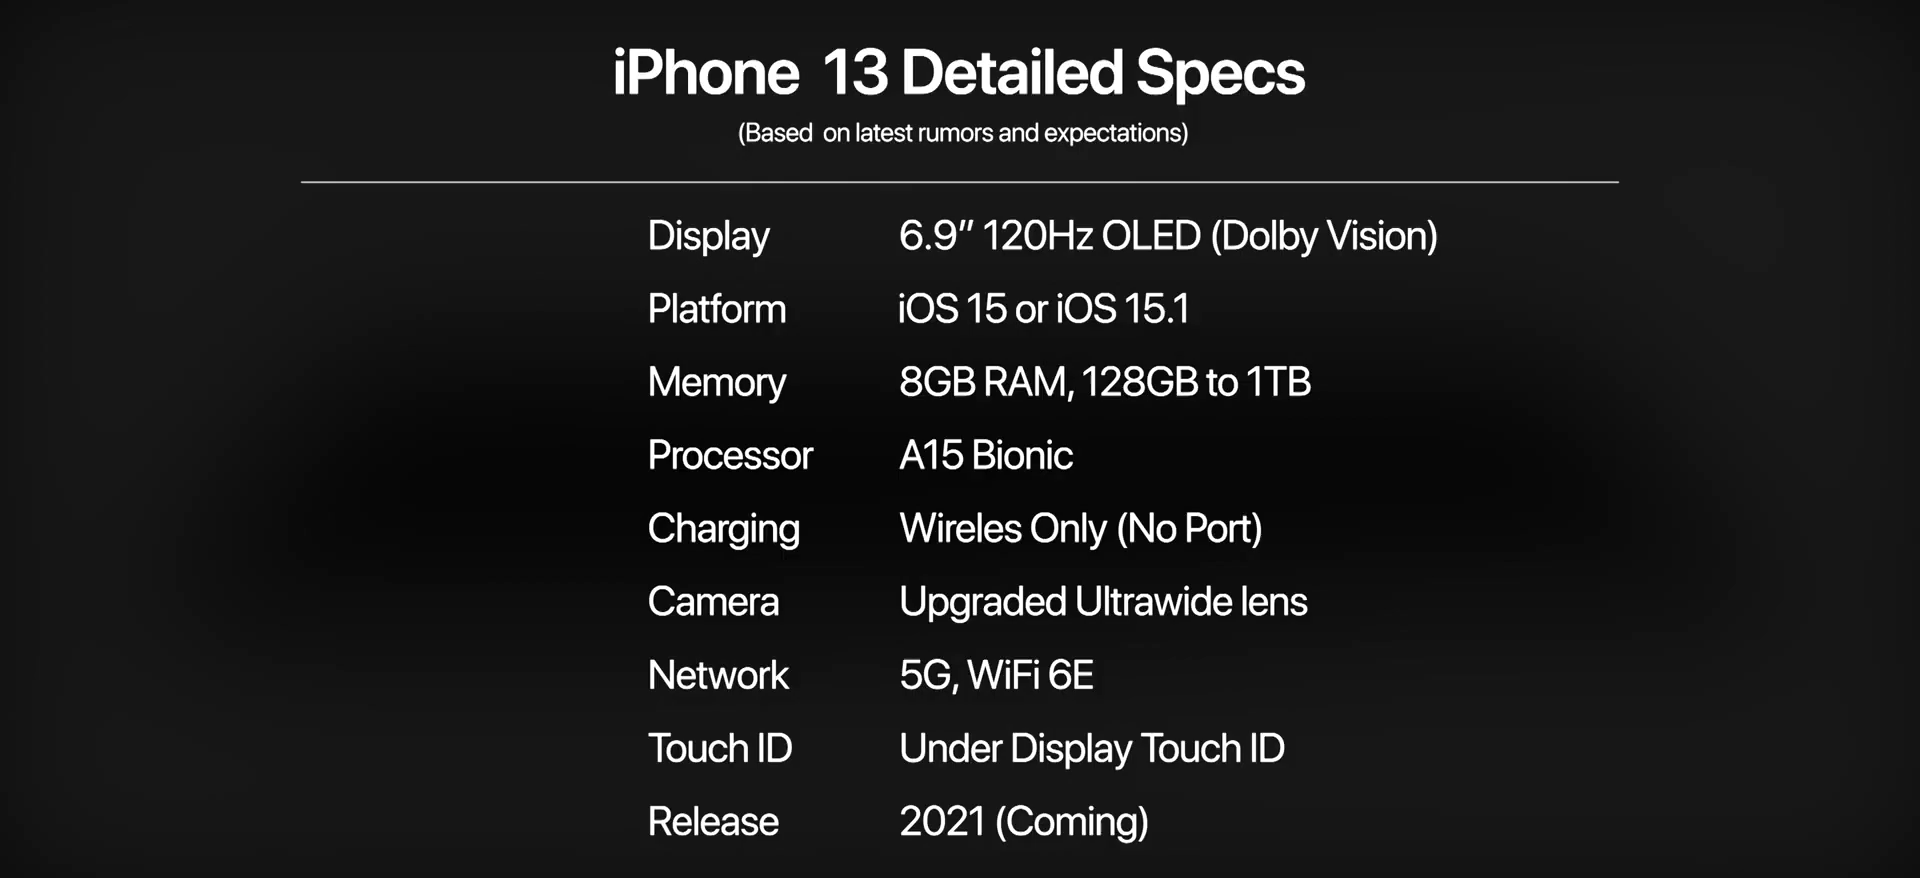 iPhone 13 Detailed Specs
(Based on latest rumors and expectations)
Display 6.9” 120Hz OLED (Dolby Vision)
Platform iOS 15 or iOS 15.1
Memory 8GB RAM, 128GB to 1TB
Processor A15 Bionic
Charging Wireles Only (No Port)
Camera Upgraded Ultrawide lens
Network 5G, WiFi 6E
Touch ID Under Display Touch ID
Release 2021 (Coming)